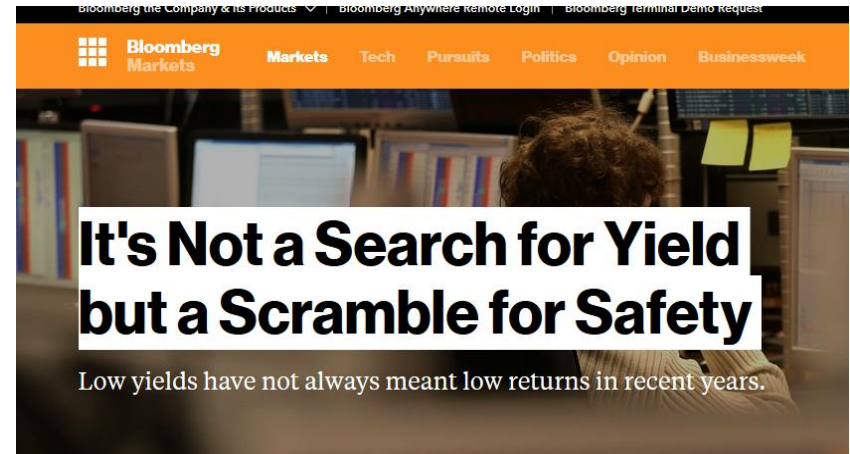 Bloomberg the Company & Its Products | Bloomberg Anywhere Remote Login | Bloomberg Terminal Demo Request
Bloomberg
Markets
Markets Tech Pursuits Politics Opinion Businessweek
It's Not a Search for Yield
but a Scramble for Safety
Low yields have not always meant low returns in recent years.